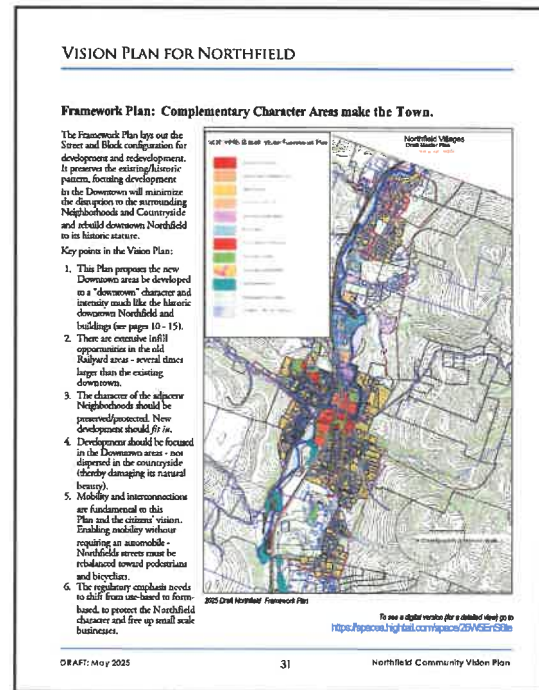 VISION PLAN FOR NORTHFIELD
Framework Plan: Complementary Character Areas make the Town.
The Framework Plan lays out the
Street and Block configuration for
development and redevelopment.
It preserves the existing/historic
pattern, focusing development
in the Downtown will minimize
the disruption to the surrounding
Neighborhoods and Countryside
and rebuild downtown Northfield
to its historic stature.
Key points in the Vision Plan:
1. This Plan proposes the new
Downtown areas be developed
to a "downtown" character and
intensity much like the historic
downtown Northfield and
buildings (see pages 10 - 15).
2. There are extensive infill
opportunities in the old
Railyard areas - several times
larger than the existing
downtown.
3. The character of the adjacent
Neighborhoods should be
preserved/protected. New
development should fit in.
4. Development should be focused
in the Downtown areas - not
dispersed in the countryside
(thereby damaging its natural
beauty).
5. Mobility and interconnections
are fundamental to this
Plan and the citizens' vision.
Enabling mobility without
requiring an automobile -
Northfields streets must be
rebalanced toward pedestrians
and bicyclists.
6. The regulatory emphasis needs
to shift from use-based to form-
based, to protect the Northfield
character and free up small scale
businesses.
Northfield Villages
Draft Master Plan
2025 Draft Northfield Framework Plan
To see a digital version (for a detailed view) go to
DRAFT: May 2025
31
Northfield Community Vision Plan